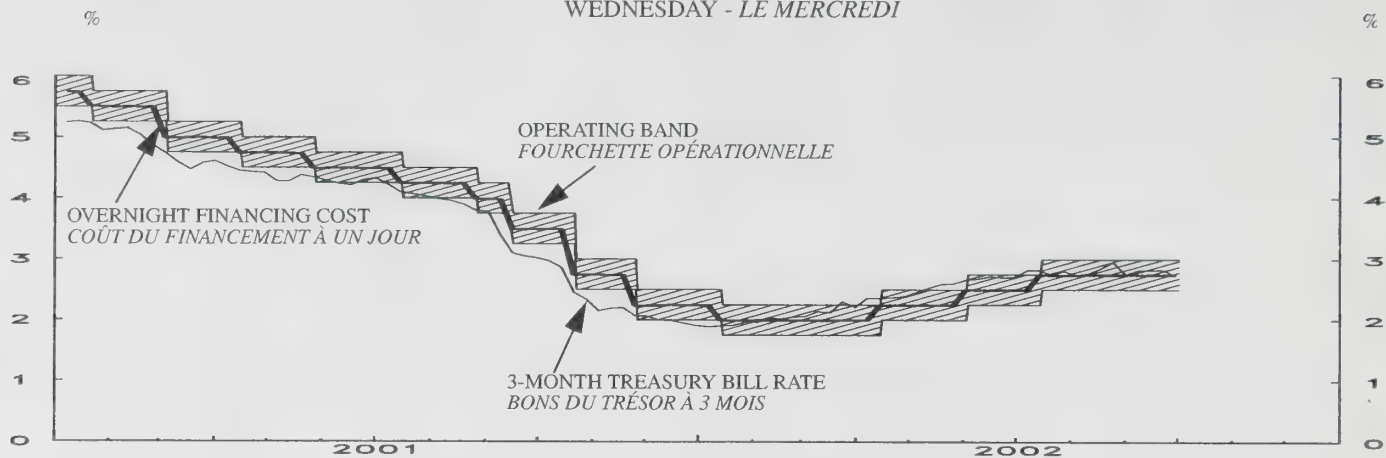 WEDNESDAY - LE MERCREDI
%
%
6
5
4
3
2
1
0
OPERATING BAND
FOURCHETTE OPÉRATIONNELLE
OVERNIGHT FINANCING COST
COÛT DU FINANCEMENT À UN JOUR
3-MONTH TREASURY BILL RATE
BONS DU TRÉSOR À 3 MOIS
6
5
4
3
2
1
0
2001
2002